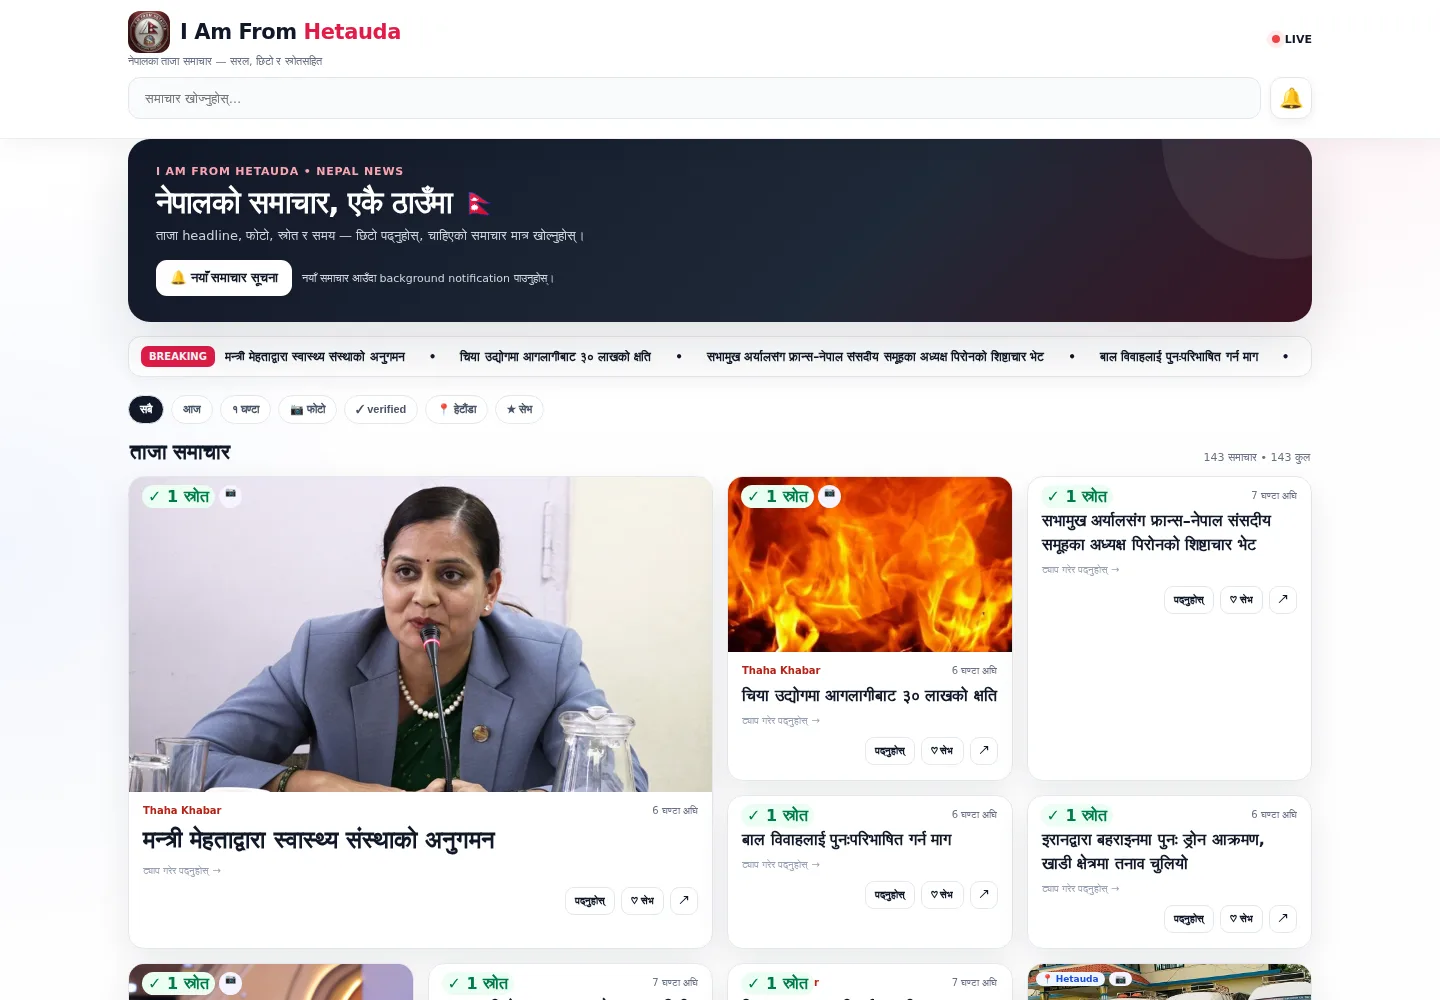 I Am From Hetauda
LIVE
नेपालका ताजा समाचार — सरल, छिटो र स्रोतसहित
समाचार खोज्नुहोस्...
I AM FROM HETAUDA • NEPAL NEWS
नेपालको समाचार, एकै ठाउँमा 🇳🇵
ताजा headline, फोटो, स्रोत र समय — छिटो पढ्नुहोस्, चाहिएको समाचार मात्र खोल्नुहोस्।
🔔 नयाँ समाचार सूचना
नयाँ समाचार आउँदा background notification पाउनुहोस्।
BREAKING मन्त्री मेहताद्वारा स्वास्थ्य संस्थाको अनुगमन • चिया उद्योगमा आगलागीबाट ३० लाखको क्षति • सभामुख अर्यालसंग फ्रान्स–नेपाल संसदीय समूहका अध्यक्ष पिरोनको शिष्टाचार भेट • बाल विवाहलाई पुनःपरिभाषित गर्न माग •
सबै आज १ घण्टा 📷 फोटो ✓ verified 📍 हेटौंडा ★ सेभ
ताजा समाचार
143 समाचार • 143 कुल
✓ 1 स्रोत
Thaha Khabar 6 घण्टा अघि
मन्त्री मेहताद्वारा स्वास्थ्य संस्थाको अनुगमन
ट्याप गरेर पढ्नुहोस् →
पढ्नुहोस् ♡ सेभ ↗
✓ 1 स्रोत
Thaha Khabar 6 घण्टा अघि
चिया उद्योगमा आगलागीबाट ३० लाखको क्षति
ट्याप गरेर पढ्नुहोस् →
पढ्नुहोस् ♡ सेभ ↗
✓ 1 स्रोत 7 घण्टा अघि
सभामुख अर्यालसंग फ्रान्स–नेपाल संसदीय
समूहका अध्यक्ष पिरोनको शिष्टाचार भेट
ट्याप गरेर पढ्नुहोस् →
पढ्नुहोस् ♡ सेभ ↗
✓ 1 स्रोत 6 घण्टा अघि
बाल विवाहलाई पुनःपरिभाषित गर्न माग
ट्याप गरेर पढ्नुहोस् →
पढ्नुहोस् ♡ सेभ ↗
✓ 1 स्रोत 6 घण्टा अघि
इरानद्वारा बहराइनमा पुनः ड्रोन आक्रमण,
खाडी क्षेत्रमा तनाव चुलियो
ट्याप गरेर पढ्नुहोस् →
पढ्नुहोस् ♡ सेभ ↗
✓ 1 स्रोत
✓ 1 स्रोत 7 घण्टा अघि
✓ 1 स्रोत r 7 घण्टा अघि
📍 Hetauda